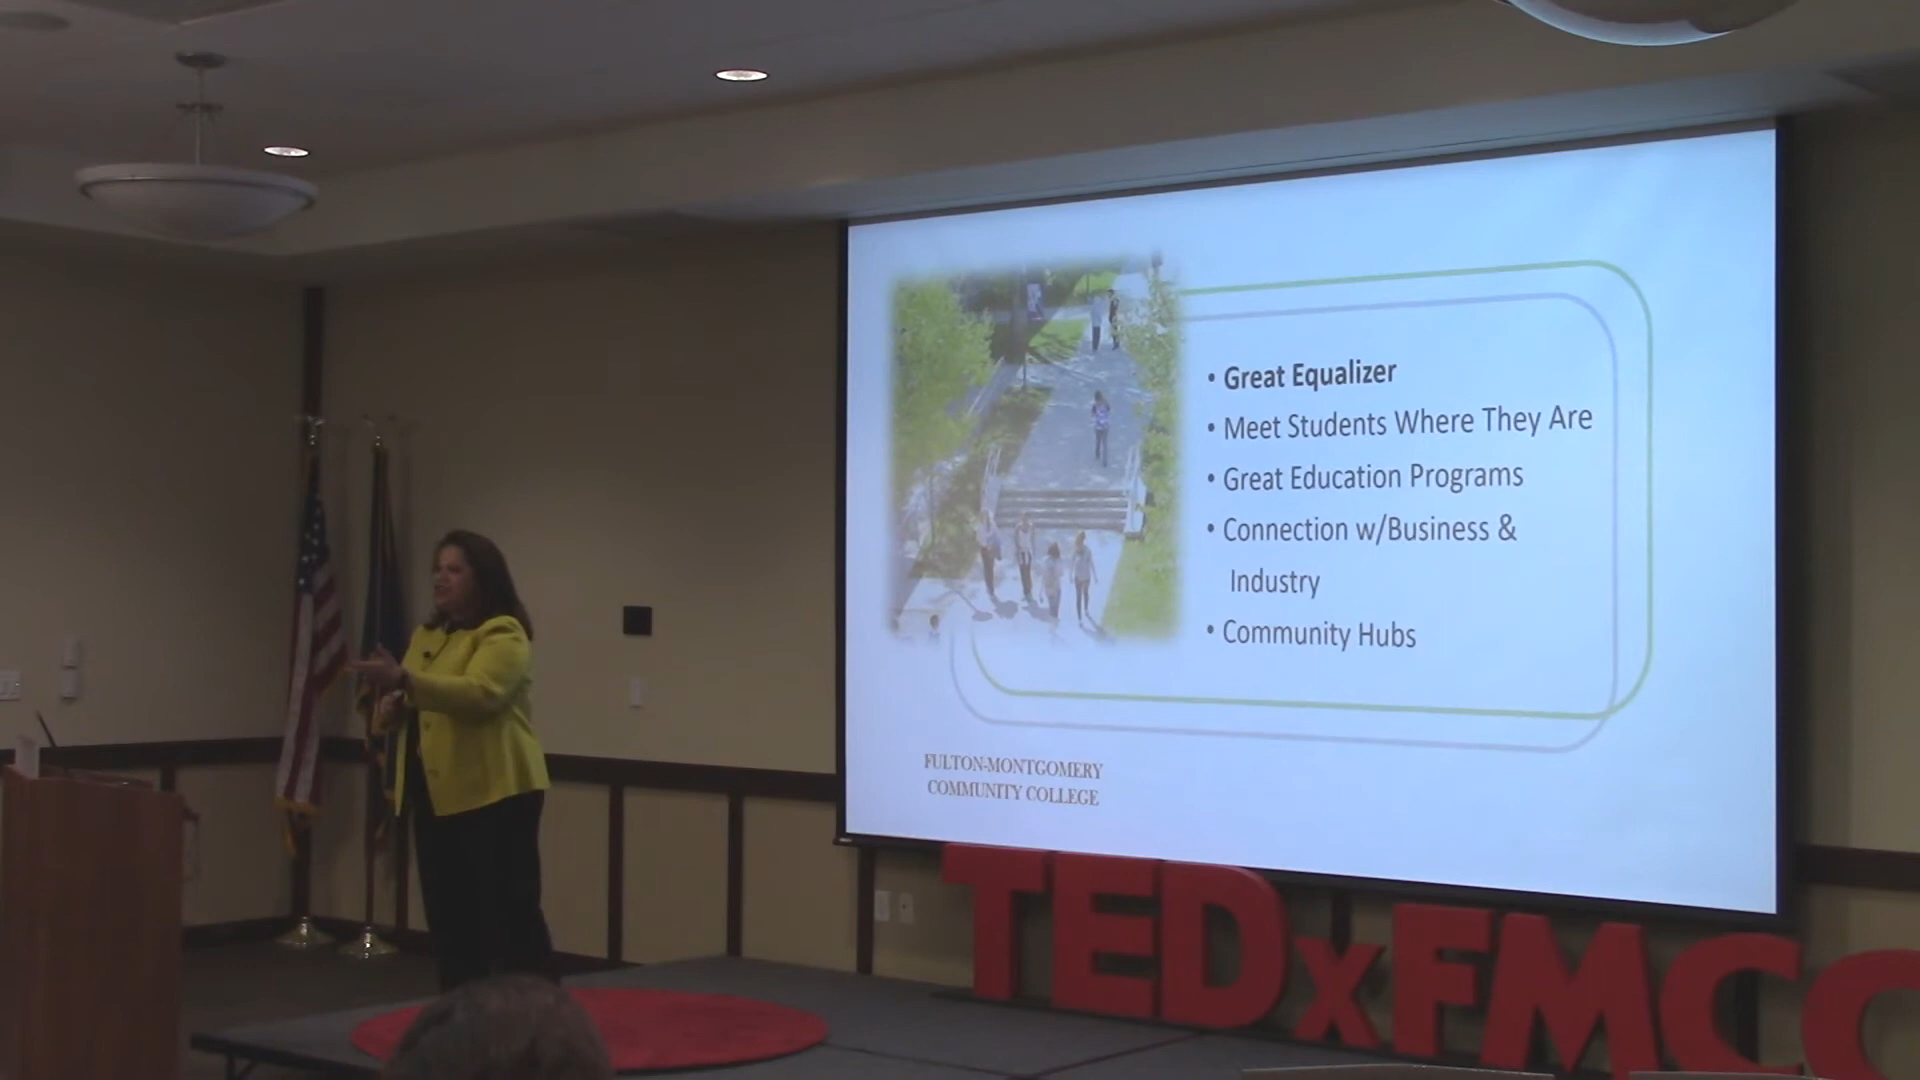 • Great Equalizer
• Meet Students Where They Are
• Great Education Programs
• Connection w/Business &
Industry
• Community Hubs
FULTON-MONTGOMERY
COMMUNITY COLLEGE
TEDxFMCC